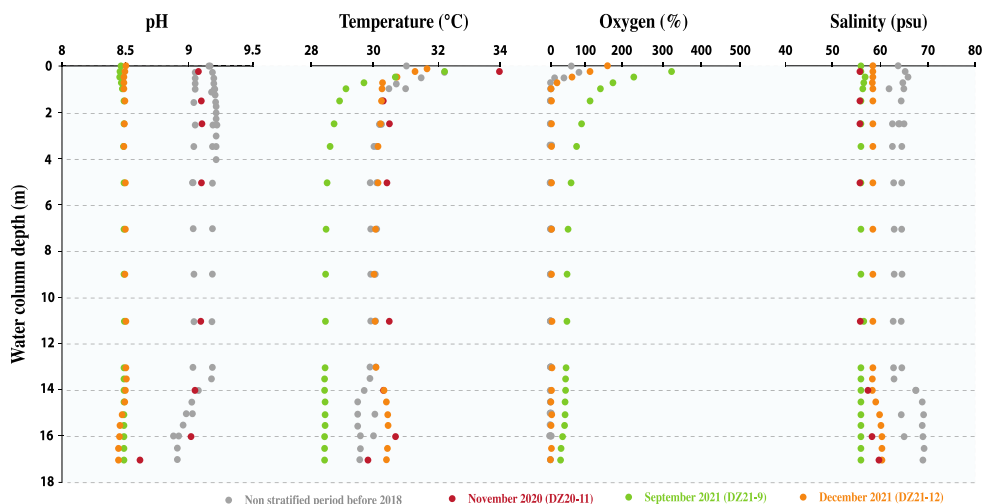 pH Temperature (°C) Oxygen (%) Salinity (psu)
8 8.5 9 9.5 28 30 32 34 0 100 200 300 400 500 40 50 60 70 80
0
2
4
6
8
10
12
14
16
18
Water column depth (m)
Non stratified period before 2018 November 2020 (DZ20-11) September 2021 (DZ21-9) December 2021 (DZ21-12)